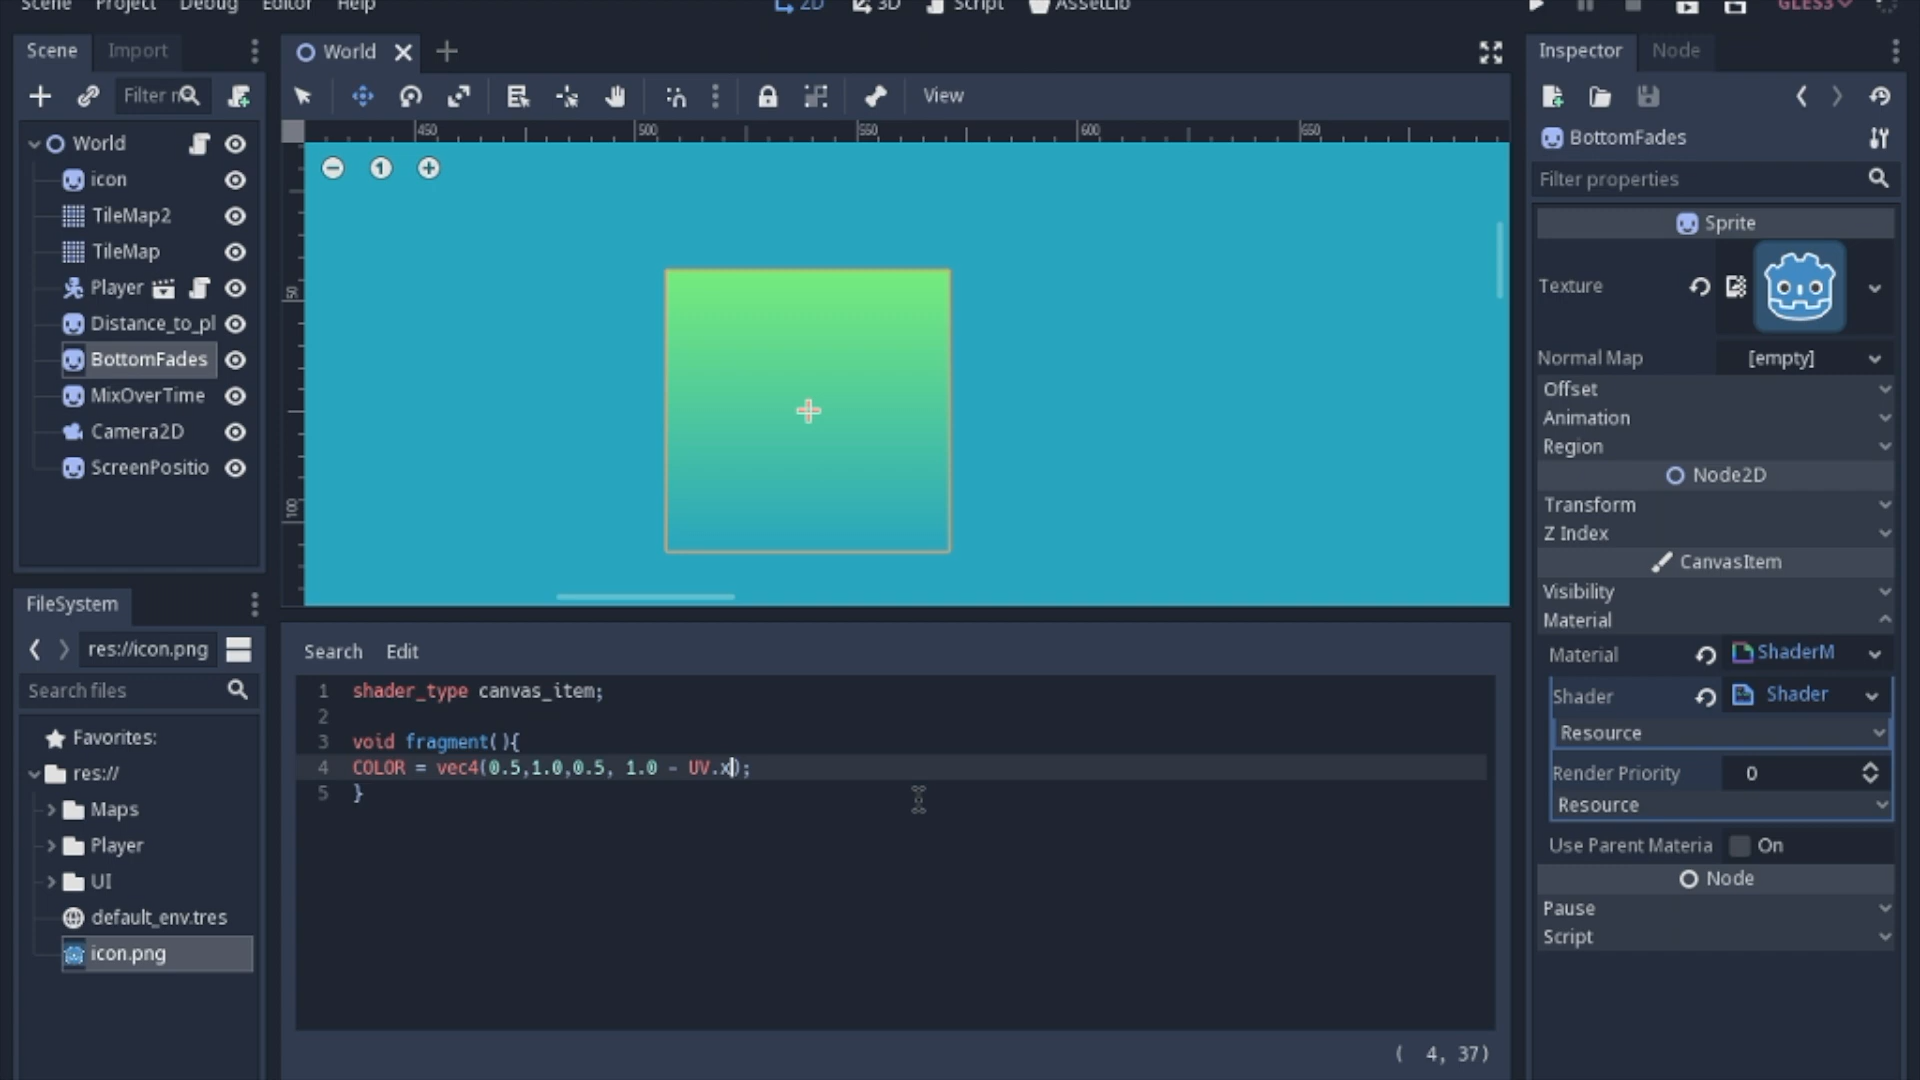 Scene Project Debug Editor Help
2D 3D Script AssetLib
GLES3
Scene Import
Filter n
World
icon
TileMap2
TileMap
Player
Distance_to_pl
BottomFades
MixOverTime
Camera2D
ScreenPositio
FileSystem
res://icon.png
Search files
Favorites:
res://
Maps
Player
UI
default_env.tres
icon.png
World
View
450 500 550 600 650
1
50
100
Search Edit
1 shader_type canvas_item;
2
3 void fragment(){
4 COLOR = vec4(0.5,1.0,0.5, 1.0 - UV.x);
5 }
( 4, 37)
Inspector Node
BottomFades
Filter properties
Sprite
Texture
Normal Map [empty]
Offset
Animation
Region
Node2D
Transform
Z Index
CanvasItem
Visibility
Material
Material ShaderM
Shader Shader
Resource
Render Priority 0
Resource
Use Parent Materia On
Node
Pause
Script